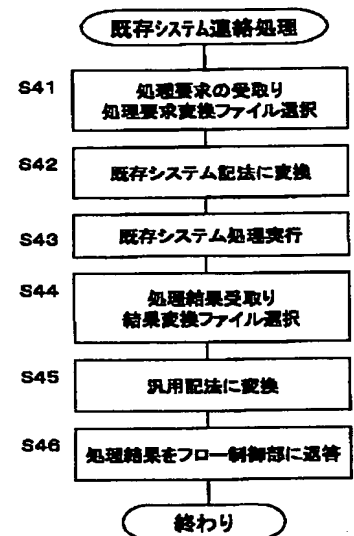 既存システム連絡処理
S41
処理要求の受取り
処理要求変換ファイル選択
S42
既存システム記法に変換
S43
既存システム処理実行
S44
処理結果受取り
結果変換ファイル選択
S45
汎用記法に変換
S46
処理結果をフロー制御部に返答
終わり